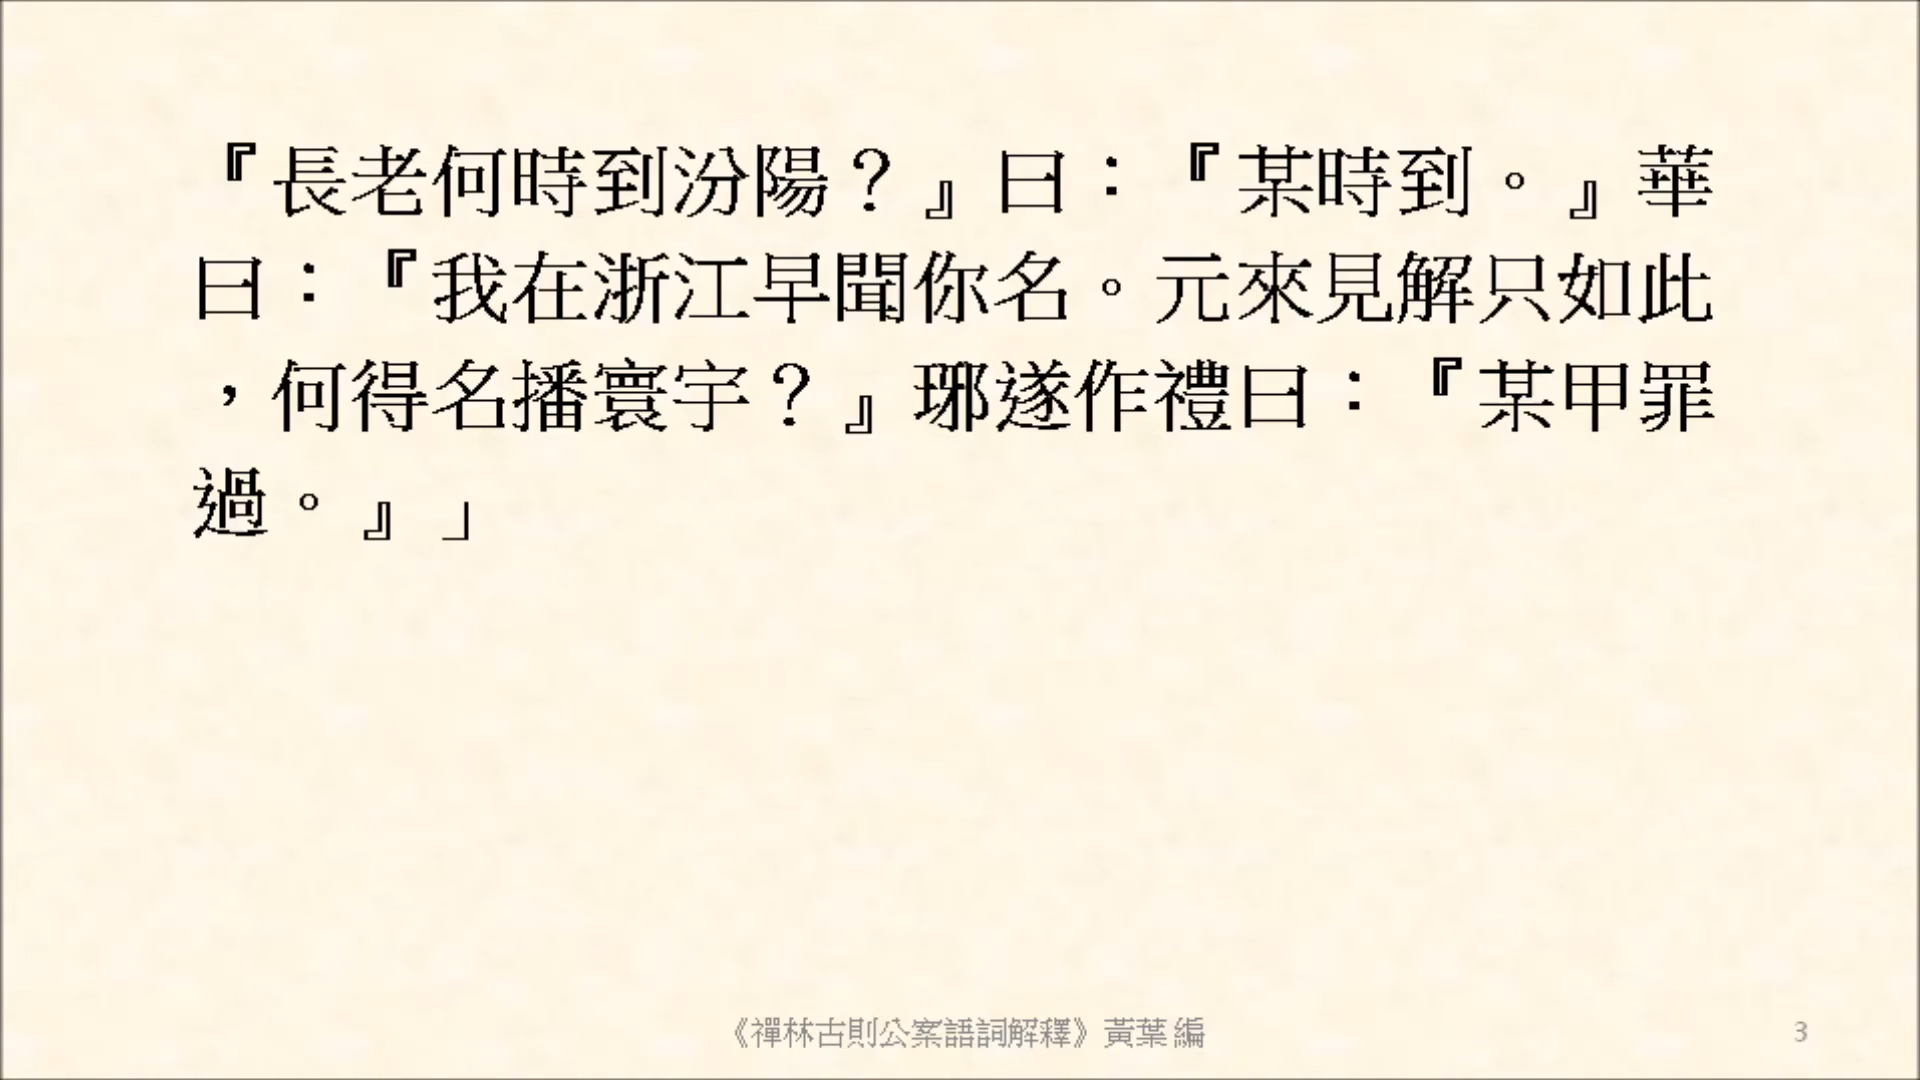 『長老何時到汾陽？』曰：『某時到。』華
曰：『我在浙江早聞你名。元來見解只如此
，何得名播寰宇？』琊遂作禮曰：『某甲罪
過。』」
《禪林古則公案語詞解釋》黃葉 編
3